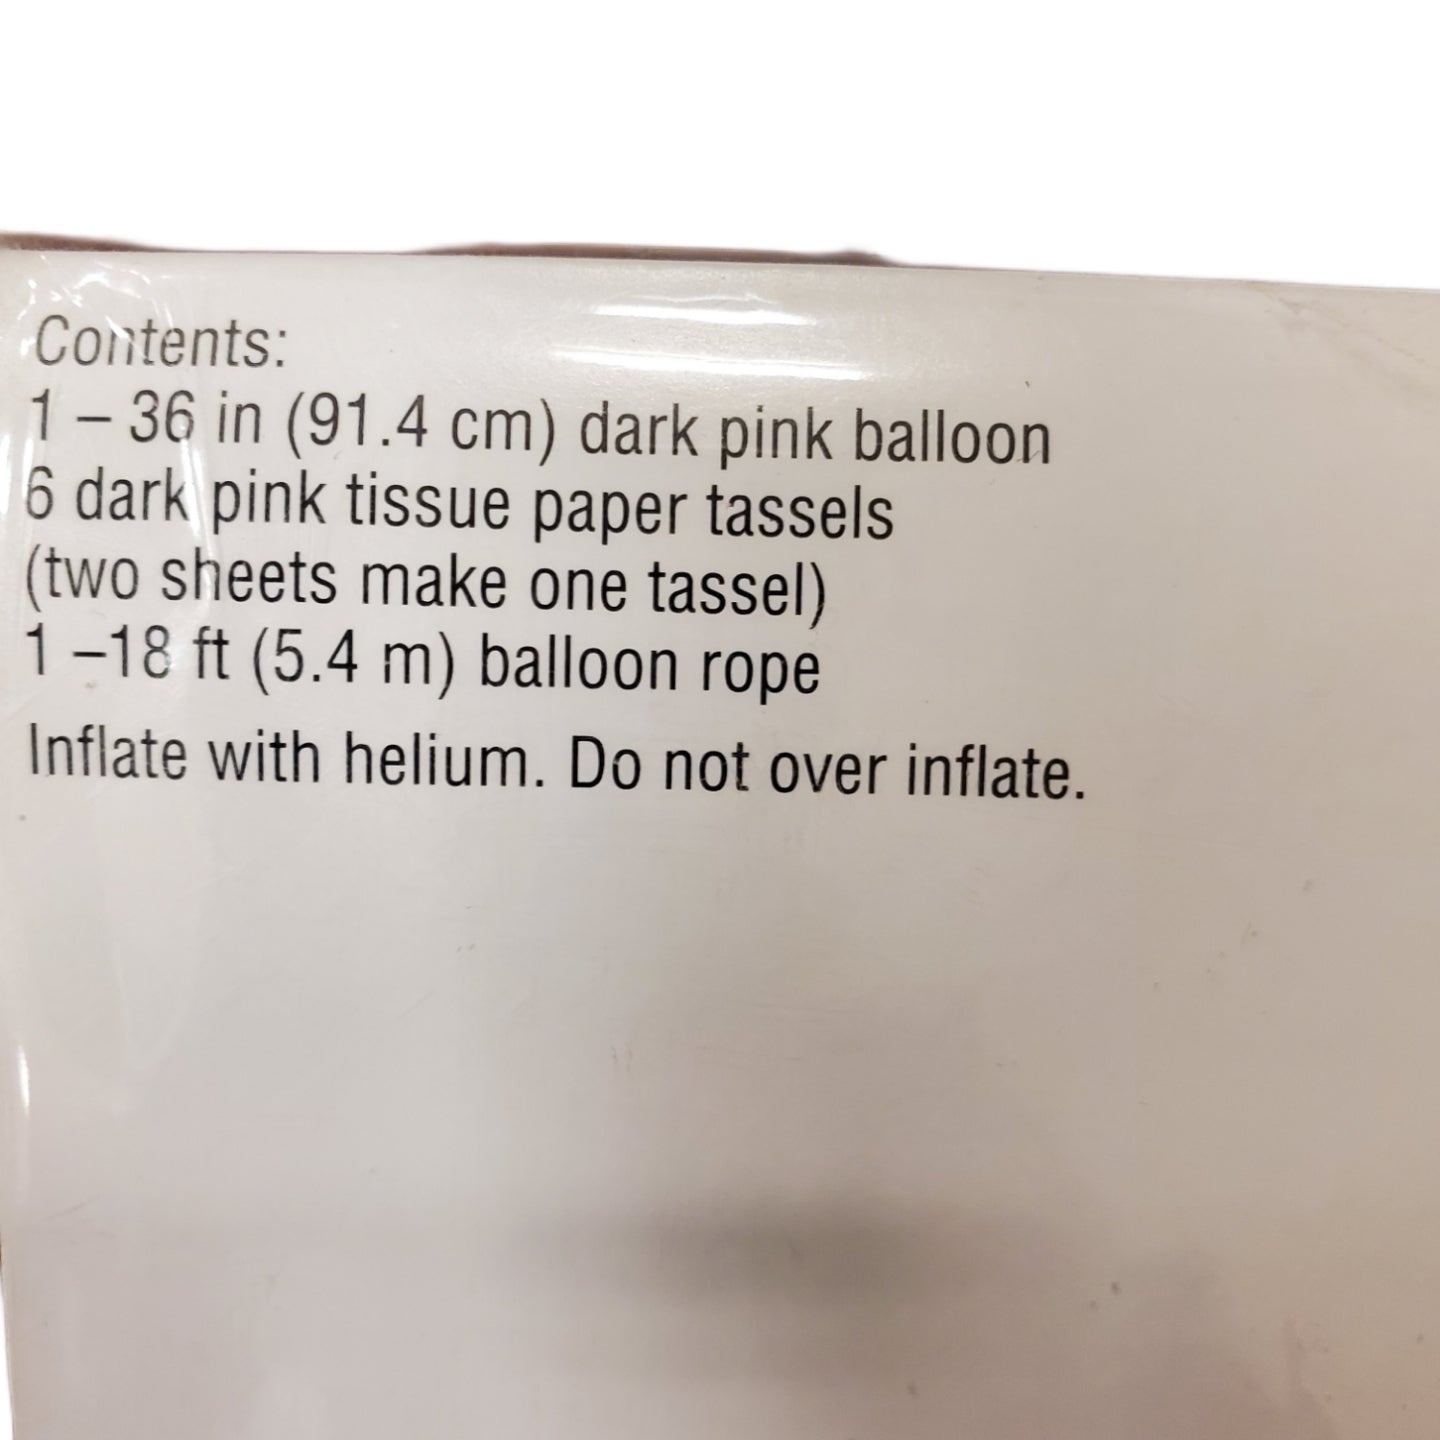 Contents:
1 – 36 in (91.4 cm) dark pink balloon
6 dark pink tissue paper tassels
(two sheets make one tassel)
1 –18 ft (5.4 m) balloon rope
Inflate with helium. Do not over inflate.